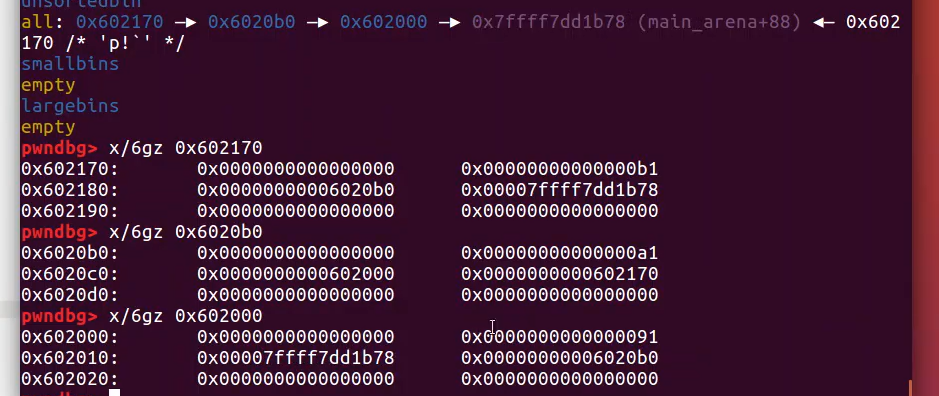 unsortedbin
all: 0x602170 —▸ 0x6020b0 —▸ 0x602000 —▸ 0x7ffff7dd1b78 (main_arena+88) ◂— 0x602
170 /* 'p!`' */
smallbins
empty
largebins
empty
pwndbg> x/6gz 0x602170
0x602170: 0x0000000000000000 0x00000000000000b1
0x602180: 0x00000000006020b0 0x00007ffff7dd1b78
0x602190: 0x0000000000000000 0x0000000000000000
pwndbg> x/6gz 0x6020b0
0x6020b0: 0x0000000000000000 0x00000000000000a1
0x6020c0: 0x0000000000602000 0x0000000000602170
0x6020d0: 0x0000000000000000 0x0000000000000000
pwndbg> x/6gz 0x602000
0x602000: 0x0000000000000000 0x0000000000000091
0x602010: 0x00007ffff7dd1b78 0x00000000006020b0
0x602020: 0x0000000000000000 0x0000000000000000